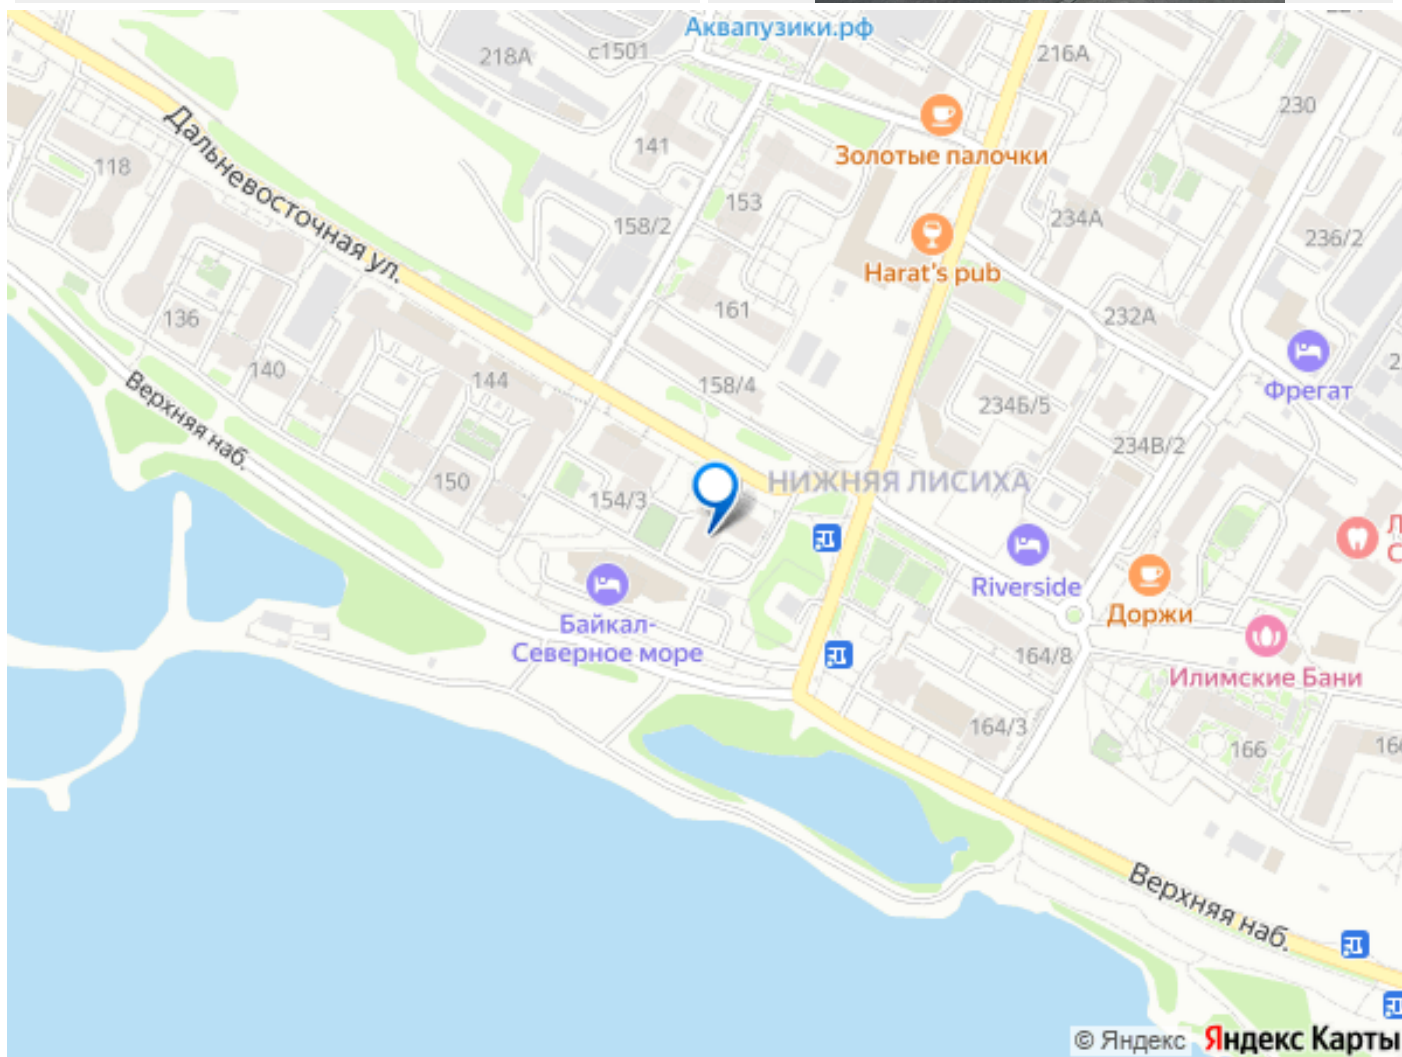 Аквапузики.рф
218А
с1501
216А
230
Золотые палочки
141
118
Дальневосточная ул.
153
158/2
234А
236/2
Harat's pub
161
136
232А
140
144
158/4
Фрегат
234Б/5
Верхняя наб.
234В/2
150
154/3
НИЖНЯЯ ЛИСИХА
Riverside
Доржи
Байкал-
Северное море
164/8
Илимские Бани
164/3
166
Верхняя наб.
© Яндекс Яндекс Карты